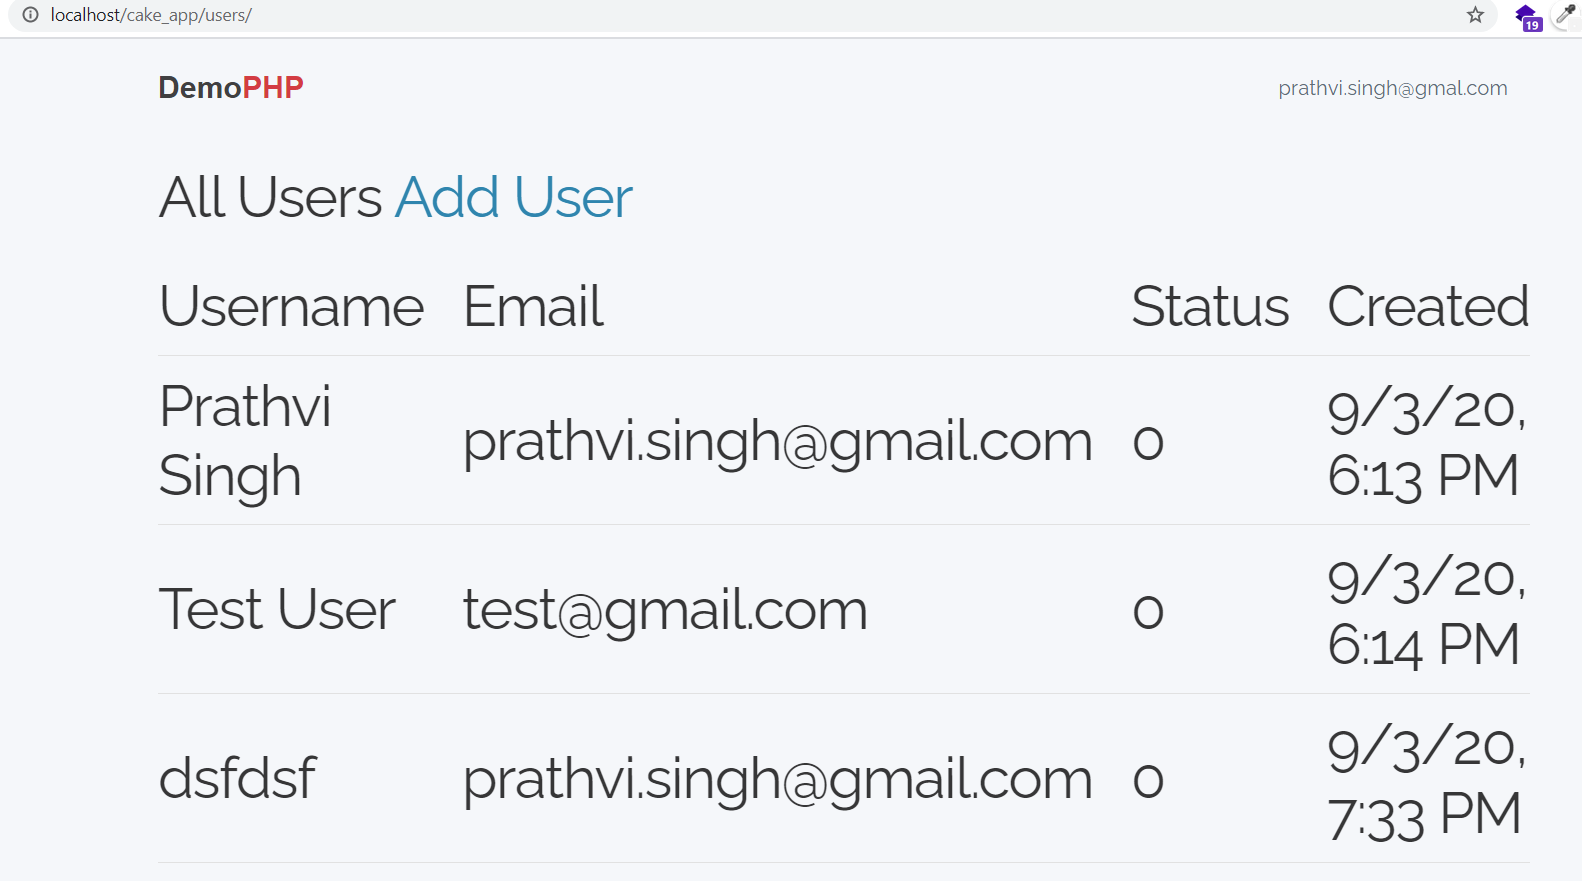 localhost/cake_app/users/
19
DemoPHP
prathvi.singh@gmal.com
All Users Add User
Username Email Status Created
Prathvi Singh prathvi.singh@gmail.com 0 9/3/20, 6:13 PM
Test User test@gmail.com 0 9/3/20, 6:14 PM
dsfdsf prathvi.singh@gmail.com 0 9/3/20, 7:33 PM